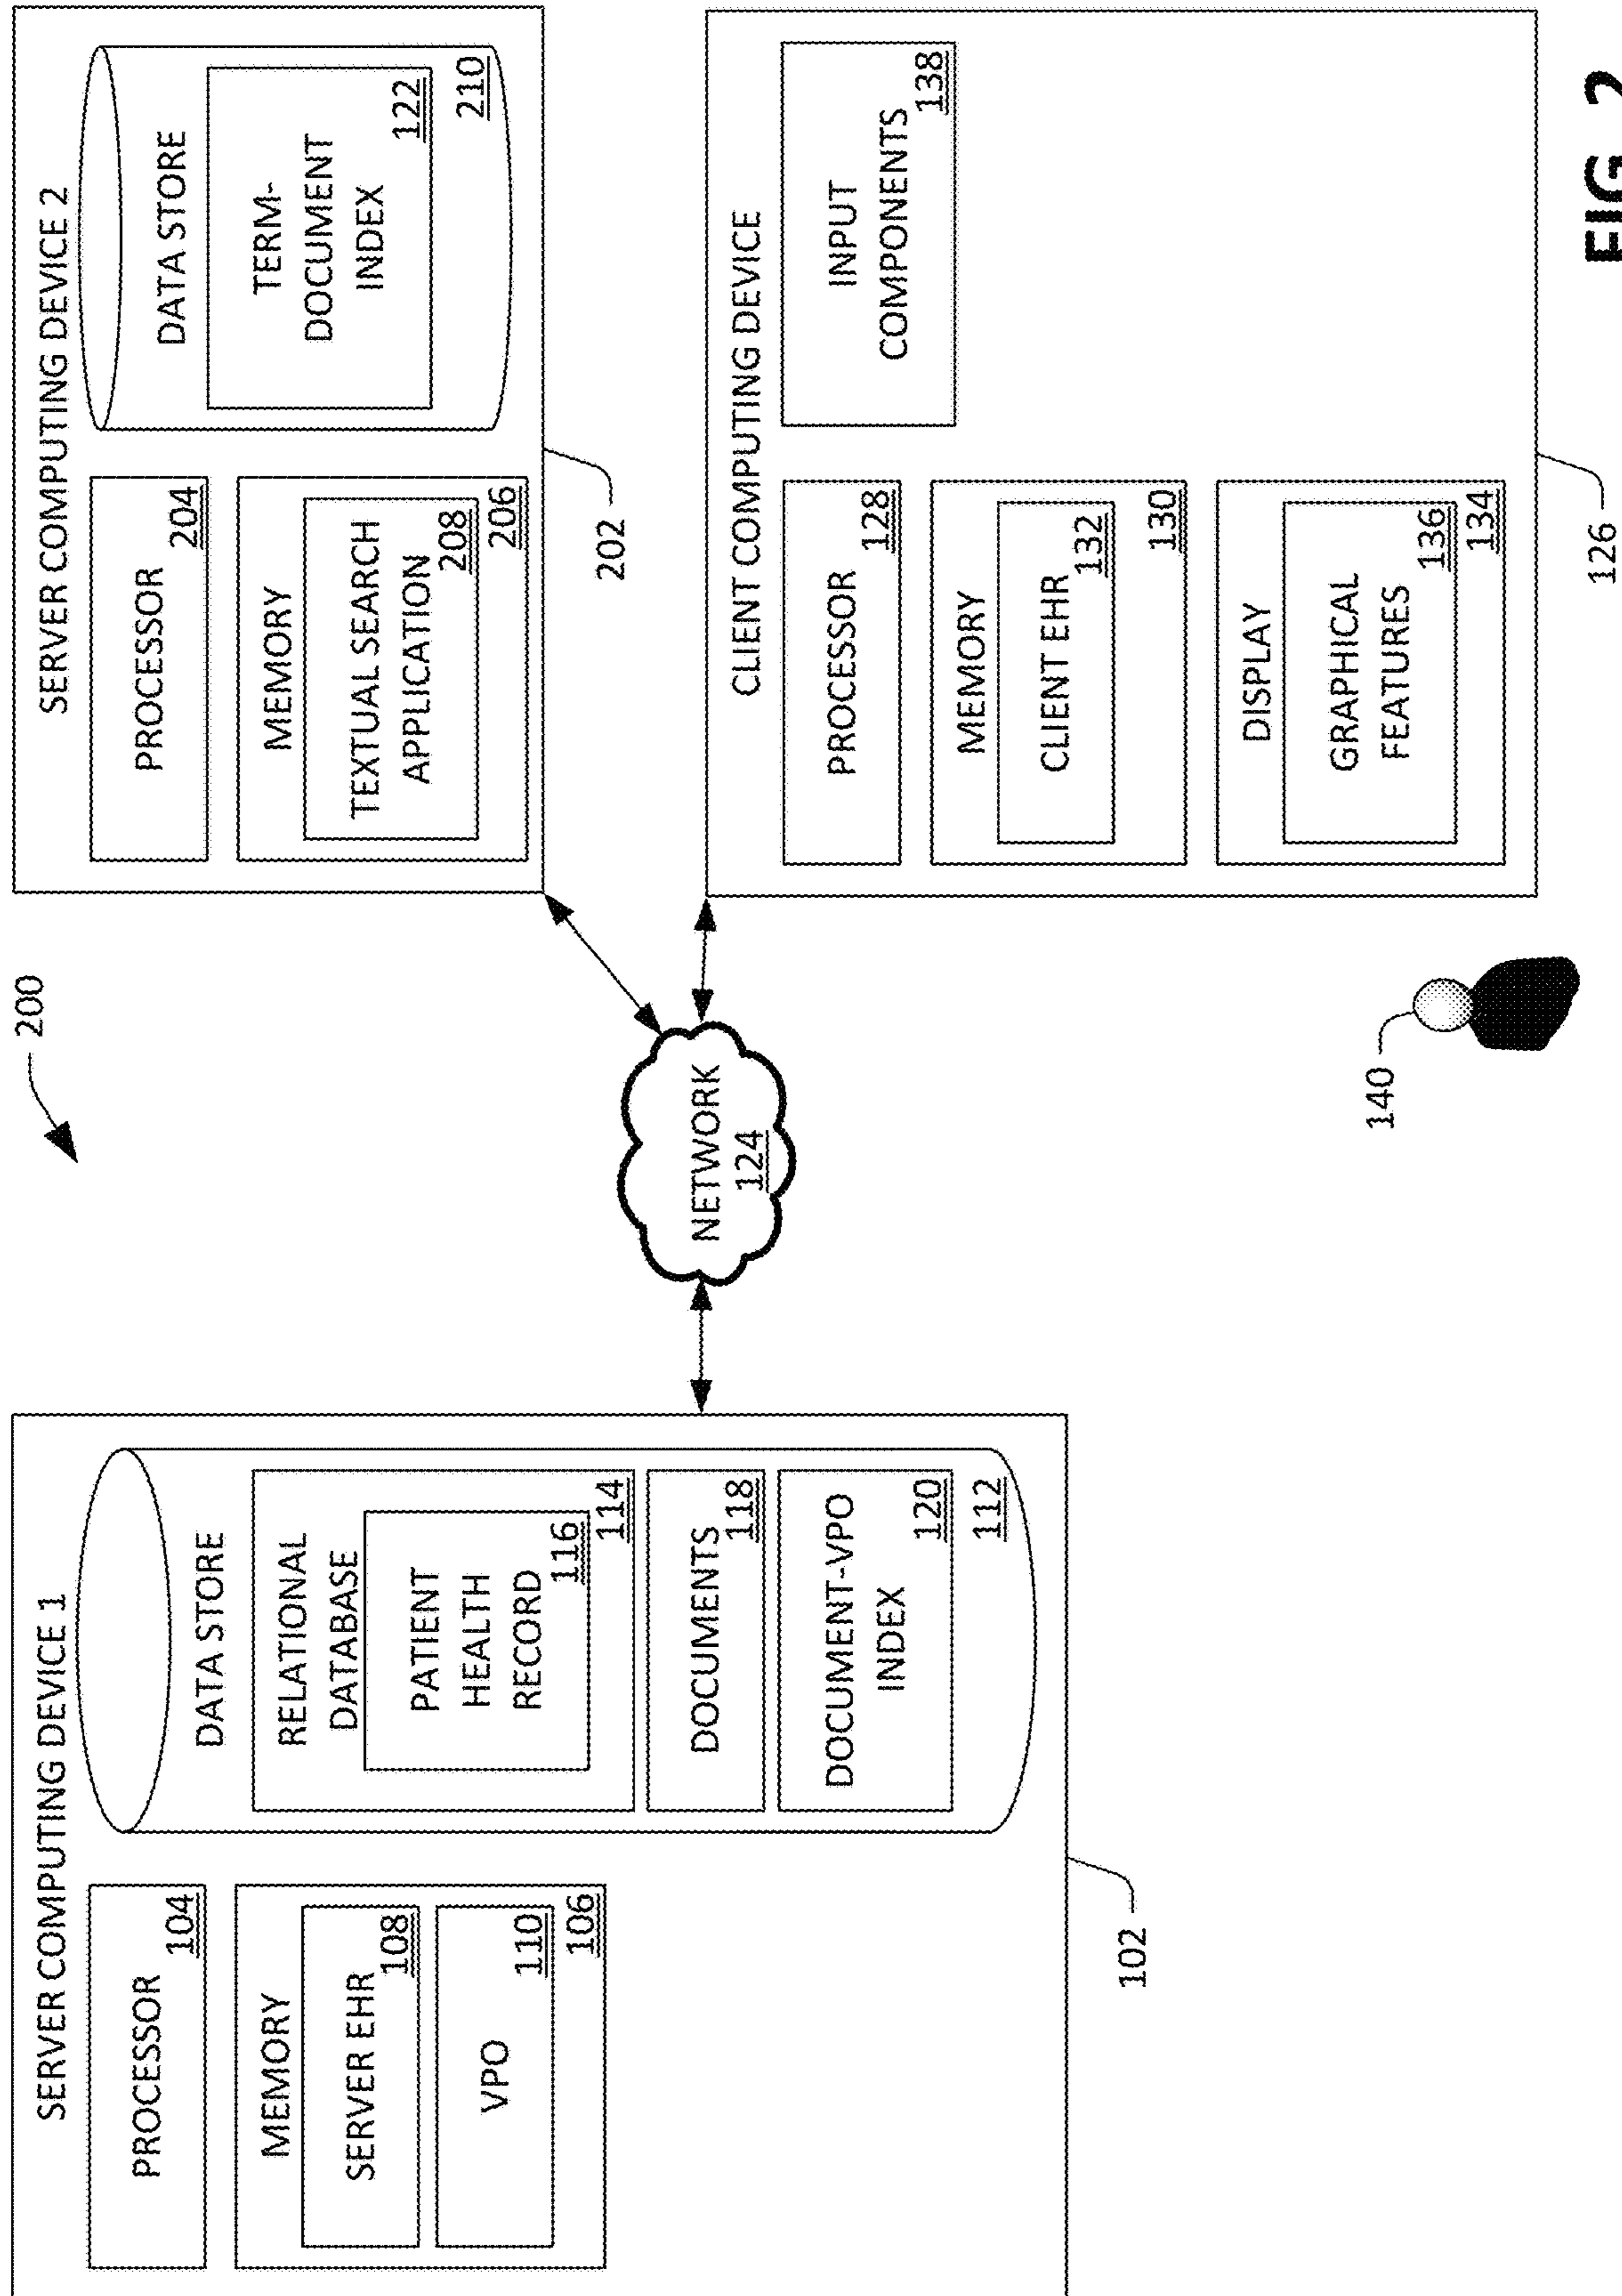 200
SERVER COMPUTING DEVICE 1
PROCESSOR
104
MEMORY
SERVER EHR
108
VPO
110
106
DATA STORE
RELATIONAL
DATABASE
PATIENT
HEALTH
RECORD
116
114
DOCUMENTS
118
DOCUMENT-VPO
INDEX
120
112
102
NETWORK
124
SERVER COMPUTING DEVICE 2
PROCESSOR
204
MEMORY
TEXTUAL SEARCH
APPLICATION
208
206
DATA STORE
TERM-
DOCUMENT
INDEX
122
210
202
CLIENT COMPUTING DEVICE
PROCESSOR
128
MEMORY
CLIENT EHR
132
130
DISPLAY
GRAPHICAL
FEATURES
136
134
INPUT
COMPONENTS
138
126
140
FIG. 2